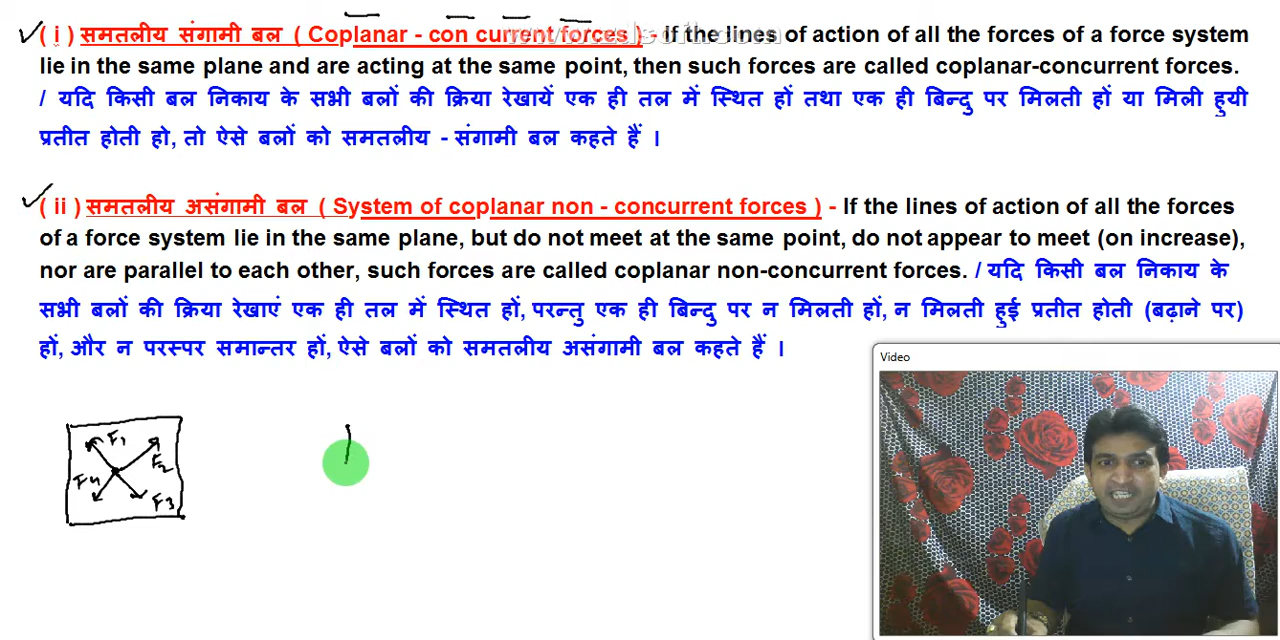 ( i ) समतलीय संगामी बल ( Coplanar - con current forces ) - If the lines of action of all the forces of a force system
lie in the same plane and are acting at the same point, then such forces are called coplanar-concurrent forces.
/ यदि किसी बल निकाय के सभी बलों की क्रिया रेखायें एक ही तल में स्थित हों तथा एक ही बिन्दु पर मिलती हों या मिली हुयी
प्रतीत होती हो, तो ऐसे बलों को समतलीय - संगामी बल कहते हैं ।
( ii ) समतलीय असंगामी बल ( System of coplanar non - concurrent forces ) - If the lines of action of all the forces
of a force system lie in the same plane, but do not meet at the same point, do not appear to meet (on increase),
nor are parallel to each other, such forces are called coplanar non-concurrent forces. / यदि किसी बल निकाय के
सभी बलों की क्रिया रेखाएं एक ही तल में स्थित हों, परन्तु एक ही बिन्दु पर न मिलती हों, न मिलती हुई प्रतीत होती (बढ़ाने पर)
हों, और न परस्पर समान्तर हों, ऐसे बलों को समतलीय असंगामी बल कहते हैं ।
Video
F1
F2
F4
F3